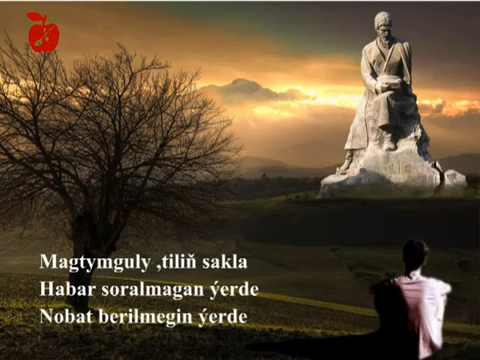 Magtymguly ,tiliň sakla
Habar soralmagan ýerde
Nobat berilmegin ýerde